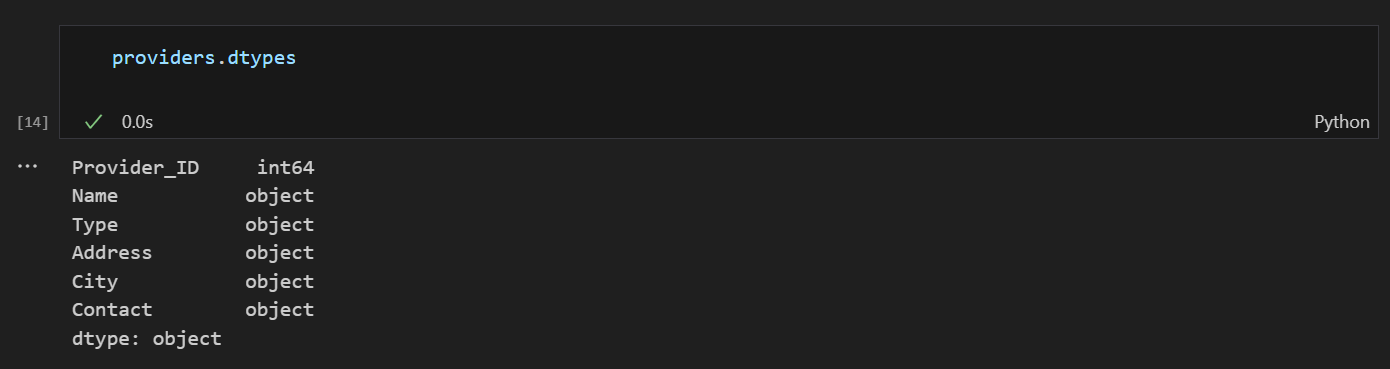 providers.dtypes
[14] ✓ 0.0s Python
... Provider_ID int64
Name object
Type object
Address object
City object
Contact object
dtype: object